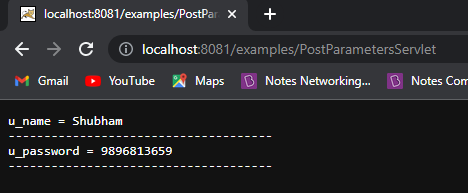 localhost:8081/examples/PostPar
localhost:8081/examples/PostParametersServlet
Gmail YouTube Maps Notes Networking... Notes Com
u_name = Shubham
-----------------------------------
u_password = 9896813659
-----------------------------------